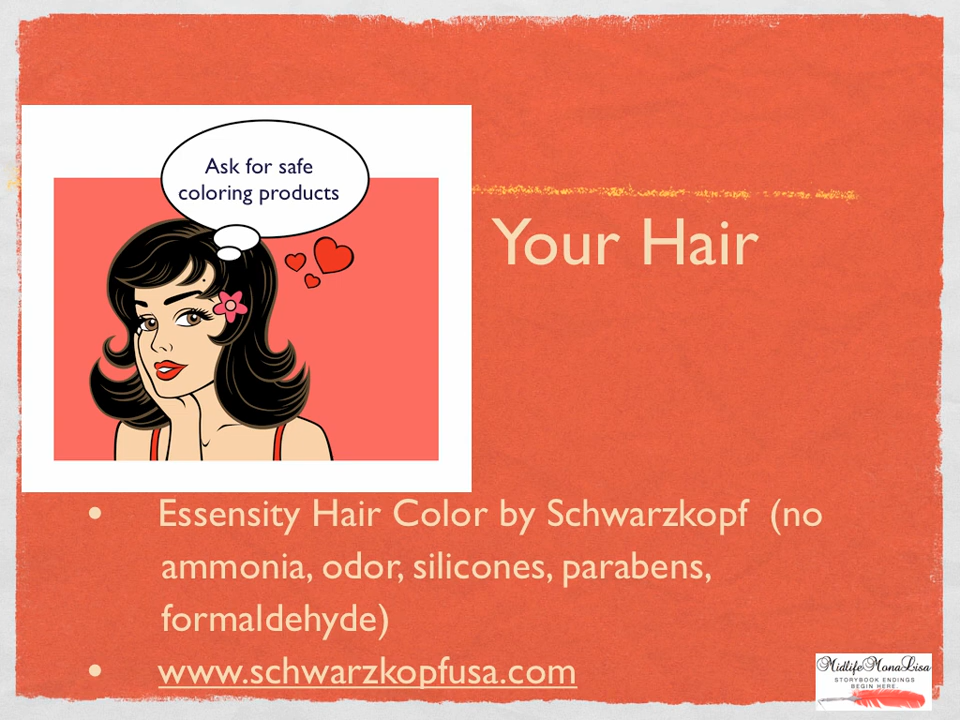 Ask for safe
coloring products
Your Hair
• Essensity Hair Color by Schwarzkopf (no
ammonia, odor, silicones, parabens,
formaldehyde)
• www.schwarzkopfusa.com
MidlifeMonaLisa
STORYBOOK ENDINGS
BEGIN HERE